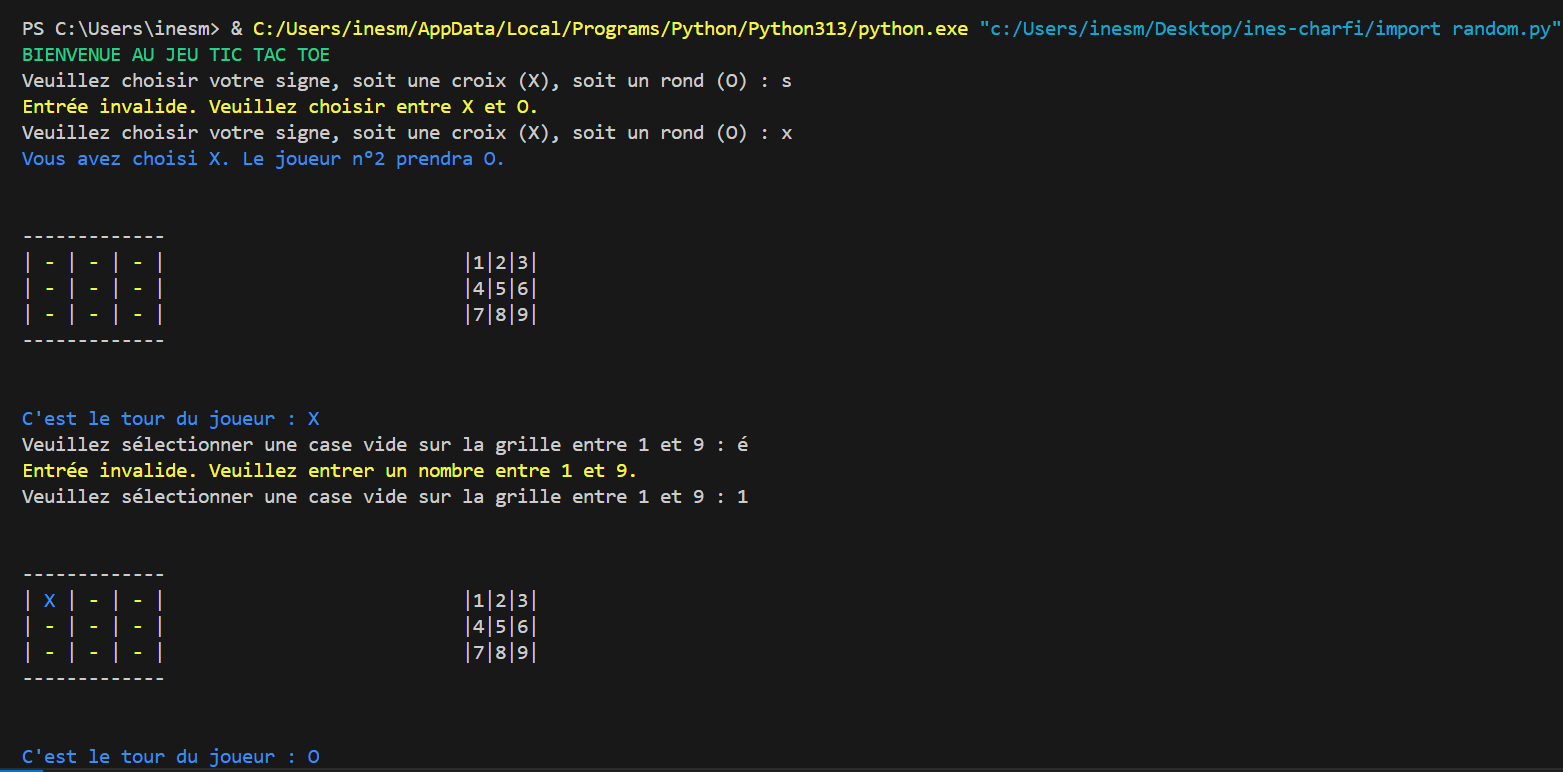 PS C:\Users\inesm> & C:/Users/inesm/AppData/Local/Programs/Python/Python313/python.exe "c:/Users/inesm/Desktop/ines-charfi/import random.py"
BIENVENUE AU JEU TIC TAC TOE
Veuillez choisir votre signe, soit une croix (X), soit un rond (O) : s
Entrée invalide. Veuillez choisir entre X et O.
Veuillez choisir votre signe, soit une croix (X), soit un rond (O) : x
Vous avez choisi X. Le joueur n°2 prendra O.
-------------
| - | - | - |                           |1|2|3|
| - | - | - |                           |4|5|6|
| - | - | - |                           |7|8|9|
-------------
C'est le tour du joueur : X
Veuillez sélectionner une case vide sur la grille entre 1 et 9 : é
Entrée invalide. Veuillez entrer un nombre entre 1 et 9.
Veuillez sélectionner une case vide sur la grille entre 1 et 9 : 1
-------------
| X | - | - |                           |1|2|3|
| - | - | - |                           |4|5|6|
| - | - | - |                           |7|8|9|
-------------
C'est le tour du joueur : O